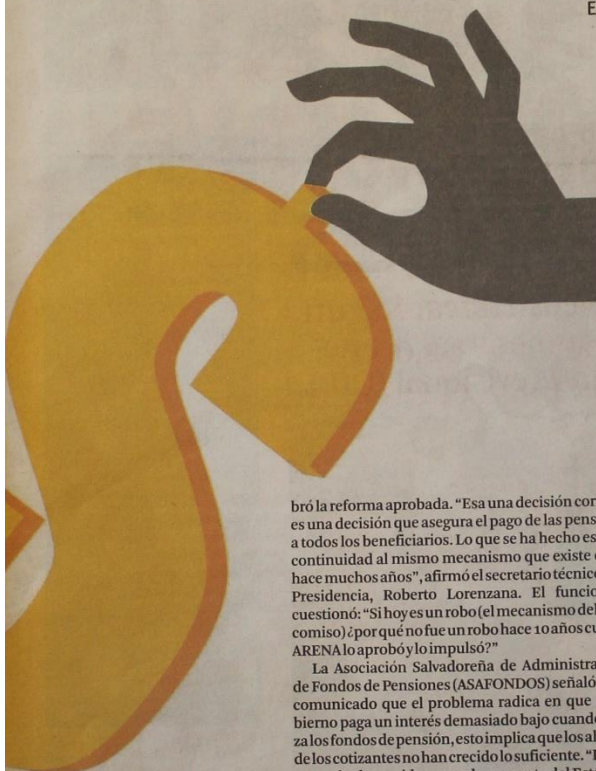 E
bró la reforma aprobada. “Esa una decisión cor
es una decisión que asegura el pago de las pens
a todos los beneficiarios. Lo que se ha hecho es
continuidad al mismo mecanismo que existe
hace muchos años”, afirmó el secretario técnico
Presidencia, Roberto Lorenzana. El funcio
cuestionó: “Si hoy es un robo (el mecanismo del
comiso) ¿por qué no fue un robo hace 10 años cu
ARENA lo aprobó y lo impulsó?”
La Asociación Salvadoreña de Administra
de Fondos de Pensiones (ASAFONDOS) señaló
comunicado que el problema radica en que
bierno paga un interés demasiado bajo cuand
za los fondos de pensión, esto implica que los a
de los cotizantes no han crecido lo suficiente. “